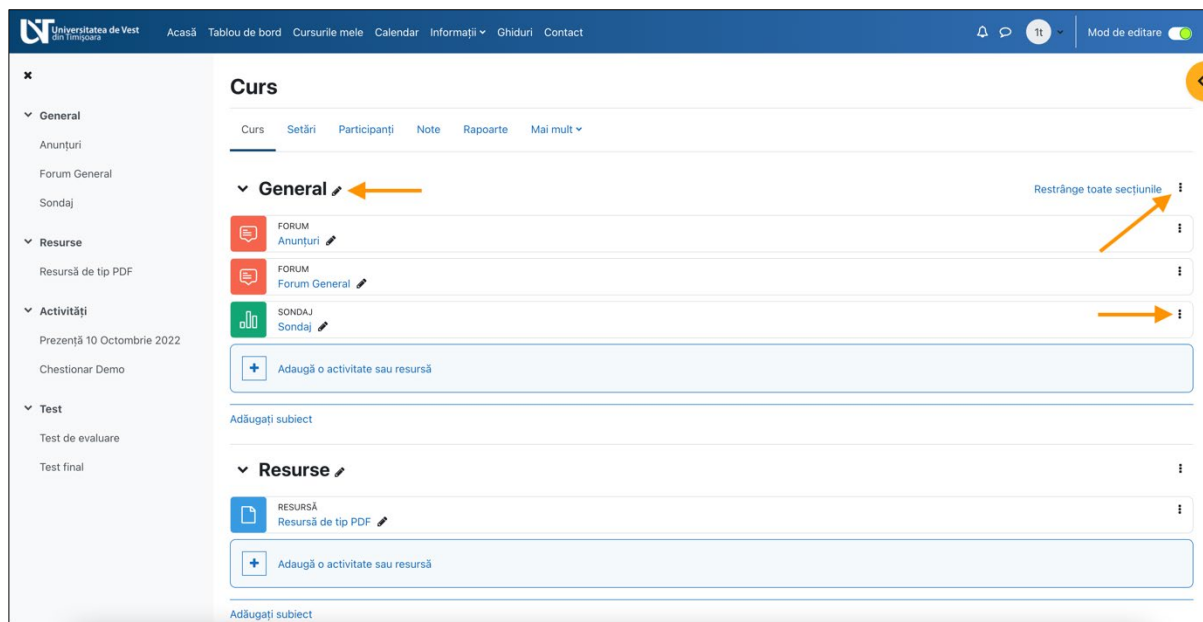 Universitatea de Vest
din Timișoara
Acasă Tablou de bord Cursurile mele Calendar Informații Ghiduri Contact
1t
Mod de editare
General
Anunțuri
Forum General
Sondaj
Resurse
Resursă de tip PDF
Activități
Prezență 10 Octombrie 2022
Chestionar Demo
Test
Test de evaluare
Test final
Curs
Curs Setări Participanți Note Rapoarte Mai mult
General
Restrânge toate secțiunile
FORUM
Anunțuri
FORUM
Forum General
SONDAJ
Sondaj
Adaugă o activitate sau resursă
Adăugați subiect
Resurse
RESURSĂ
Resursă de tip PDF
Adaugă o activitate sau resursă
Adăugați subiect